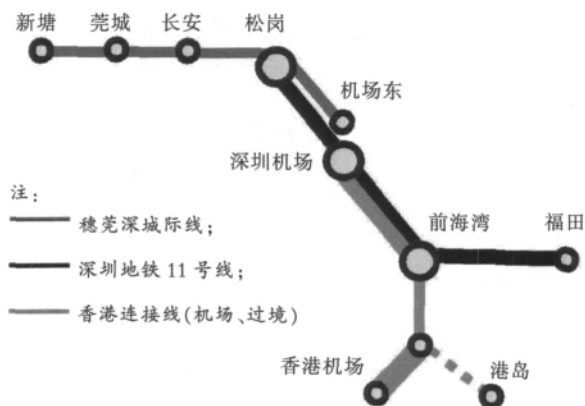 新塘 莞城 长安 松岗
机场东
深圳机场
注：
穗莞深城际线；
前海湾 福田
深圳地铁 11 号线；
香港连接线(机场、过境)
香港机场 港岛